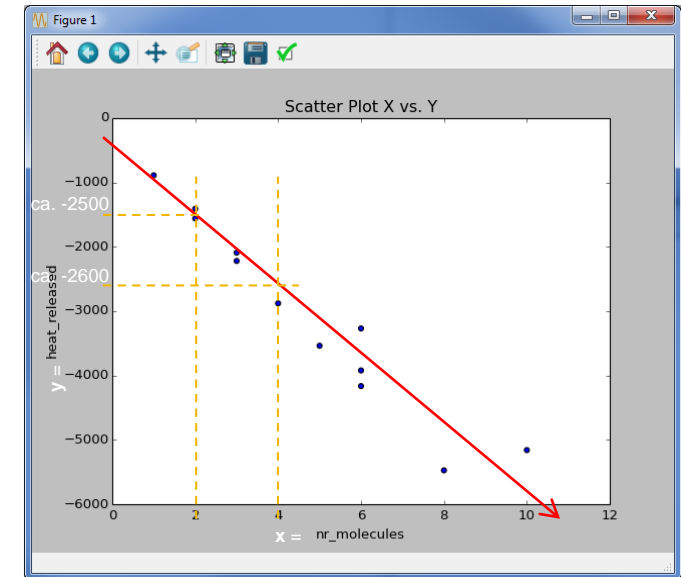 Figure 1
Scatter Plot X vs. Y
0
−1000
ca. -2500
−2000
ca. -2600
−3000
−4000
−5000
−6000
y = heat_released
0 2 4 6 8 10 12
x = nr_molecules